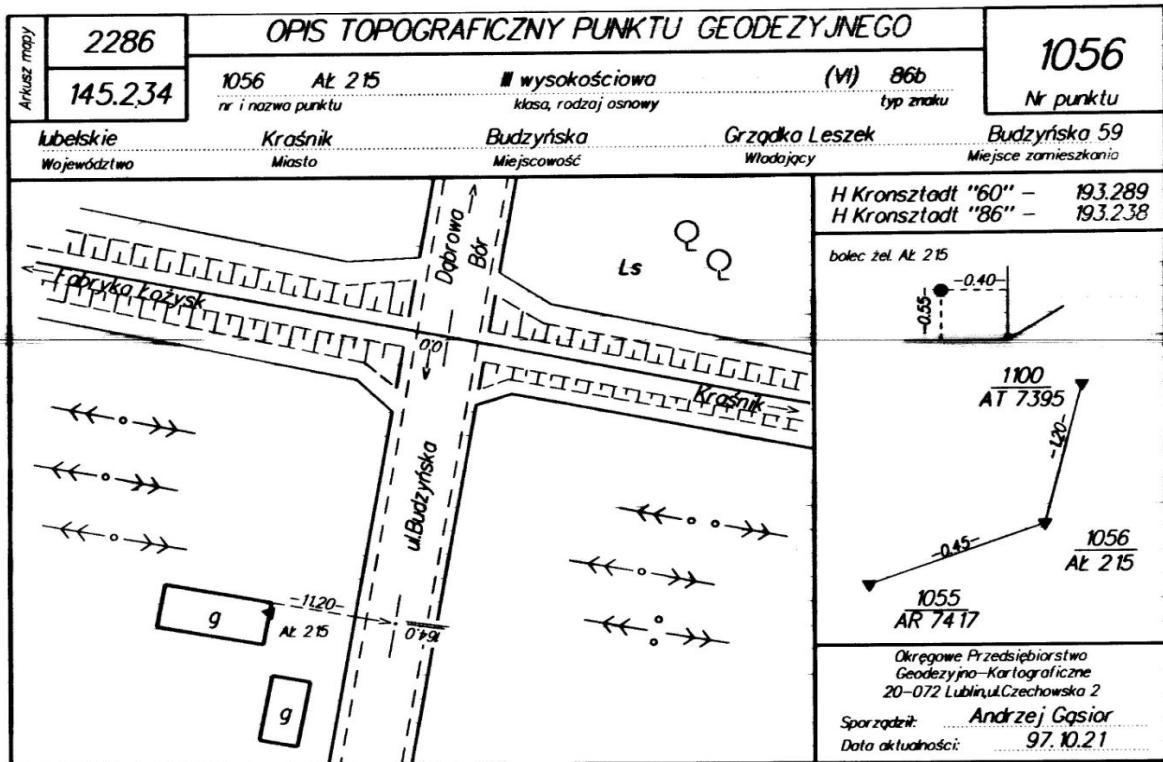 Arkusz mapy
2286
145.2,34
OPIS TOPOGRAFICZNY PUNKTU GEODEZYJNEGO
1056 AŁ 215
nr i nazwa punktu
III wysokościowa
klasa, rodzaj osnowy
(VI) 86b
typ znaku
1056
Nr punktu
lubelskie
Województwo
Kraśnik
Miasto
Budzyńska
Miejscowość
Grządka Leszek
Władający
Budzyńska 59
Miejsce zamieszkania
Dąbrowa
Bór
Ls
Fabryka Łożysk
0.0
Kraśnik
ul.Budzyńska
g
-11.20-
AŁ 215
164.0
g
H Kronsztadt "60" - 193.289
H Kronsztadt "86" - 193.238
bolec żel. AŁ 215
-0.40-
-0.55-
1100
AT 7395
-1.20-
1056
AŁ 215
-0.45-
1055
AR 7417
Okręgowe Przedsiębiorstwo
Geodezyjno-Kartograficzne
20-072 Lublin,ul.Czechowska 2
Sporządził: Andrzej Gąsior
Data aktualności: 97.10.21